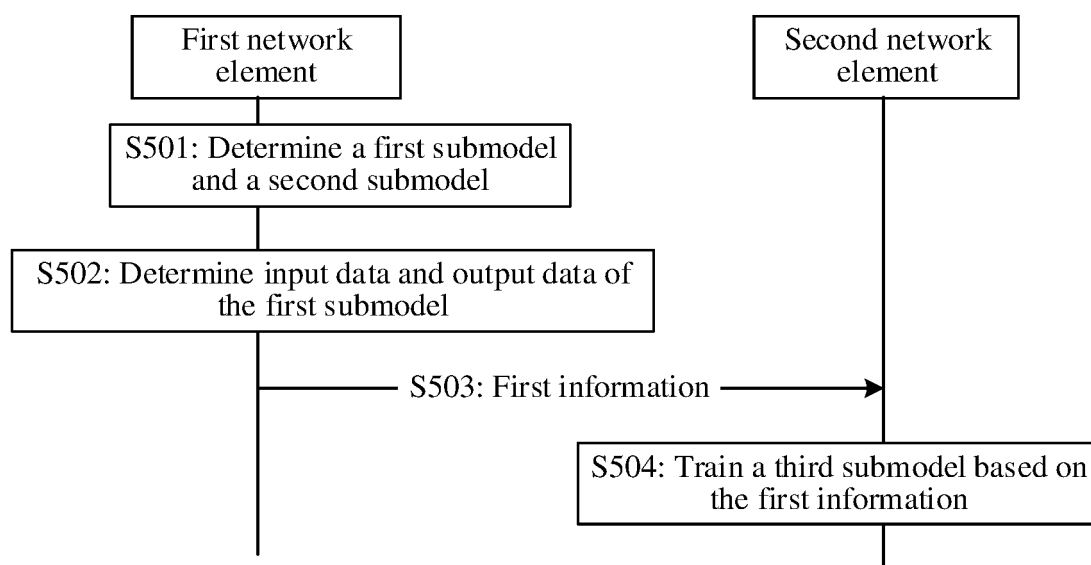 First network
element
Second network
element
S501: Determine a first submodel
and a second submodel
S502: Determine input data and output data of
the first submodel
S503: First information
S504: Train a third submodel based on
the first information